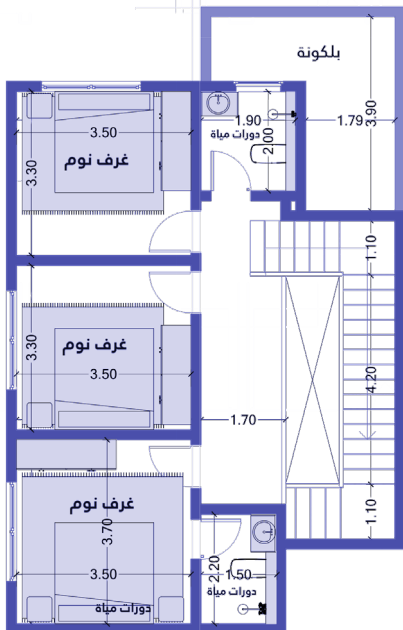 بلكونة
3.90
1.79
1.90
دورات مياة
2.00
3.50
غرف نوم
3.30
1.10
غرف نوم
3.30
3.50
4.20
1.70
غرف نوم
3.70
3.50
دورات مياة
1.10
2.20
1.50
دورات مياة